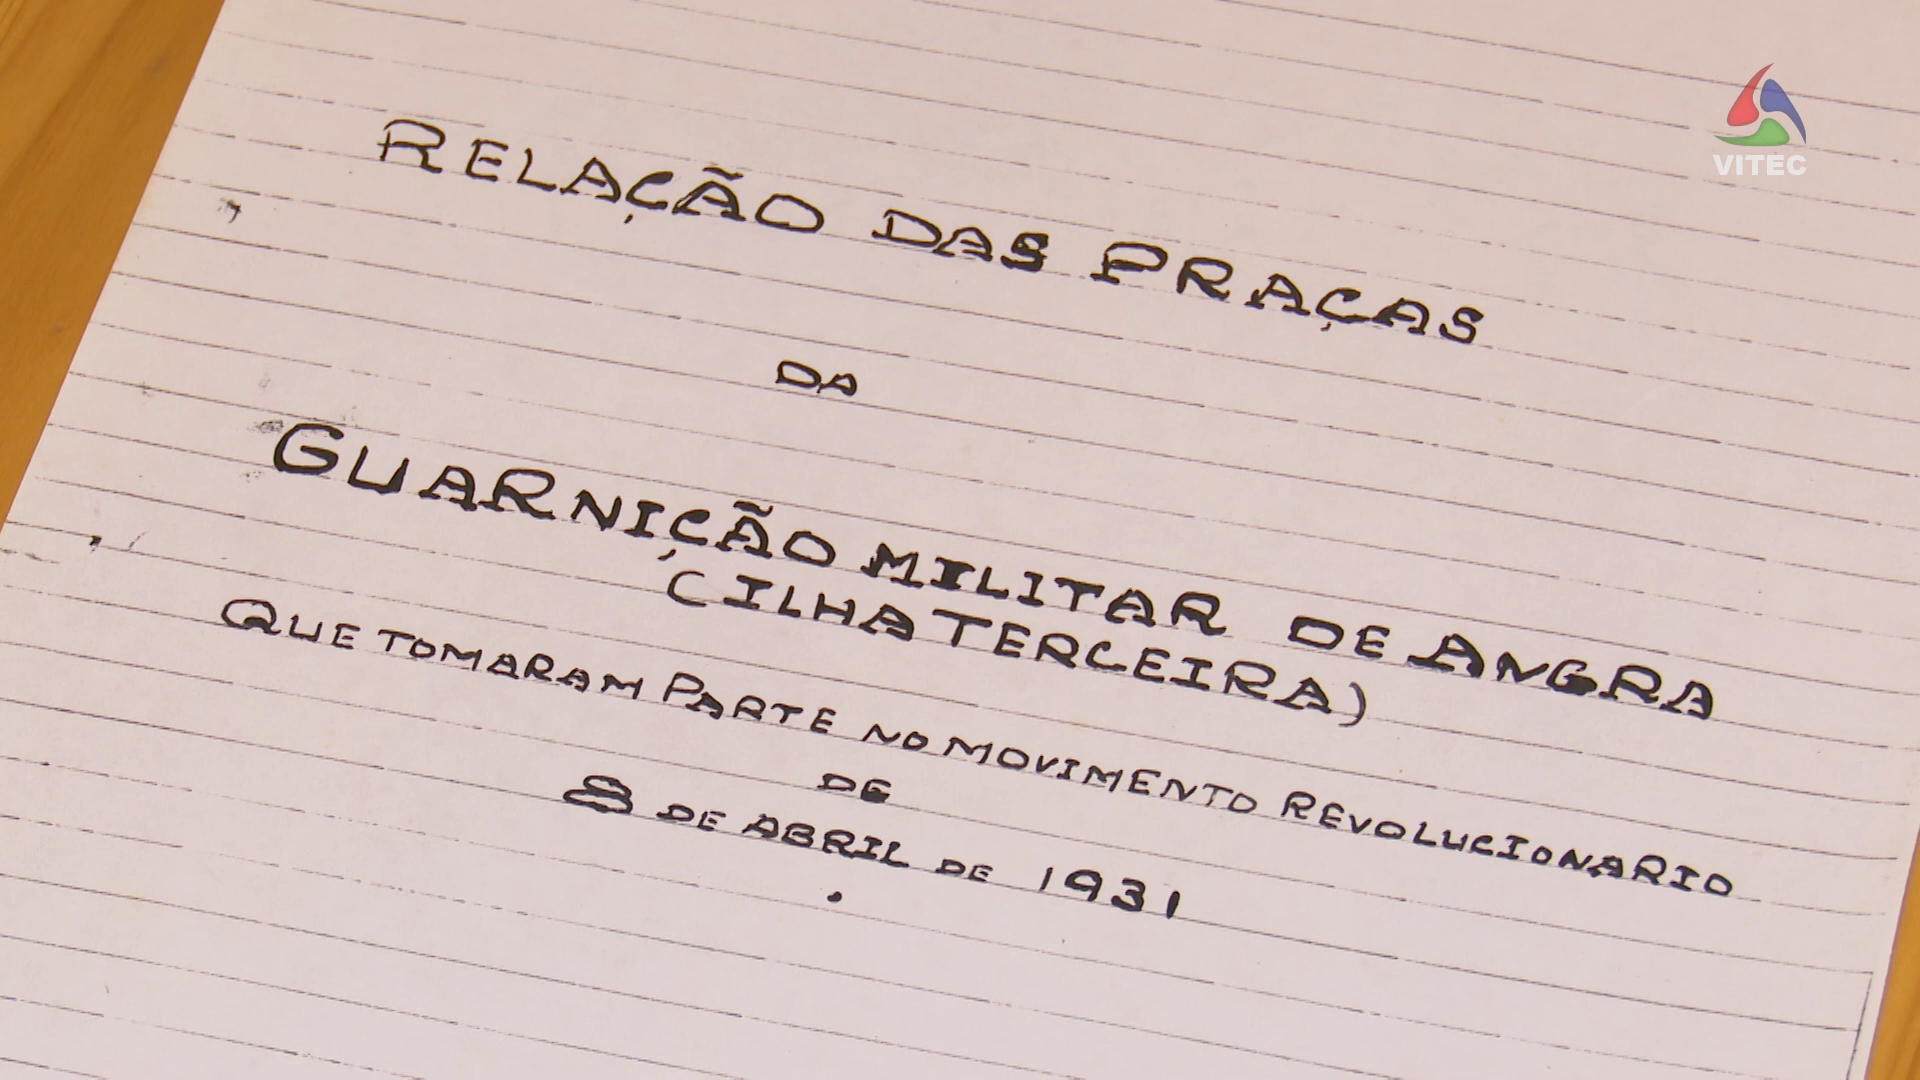 VITEC
RELAÇÃO DAS PRAÇAS
DA
GUARNIÇÃO MILITAR DE ANGRA
(ILHA TERCEIRA)
QUE TOMARAM PARTE NO MOVIMENTO REVOLUCIONARIO
DE
8 DE ABRIL DE 1931